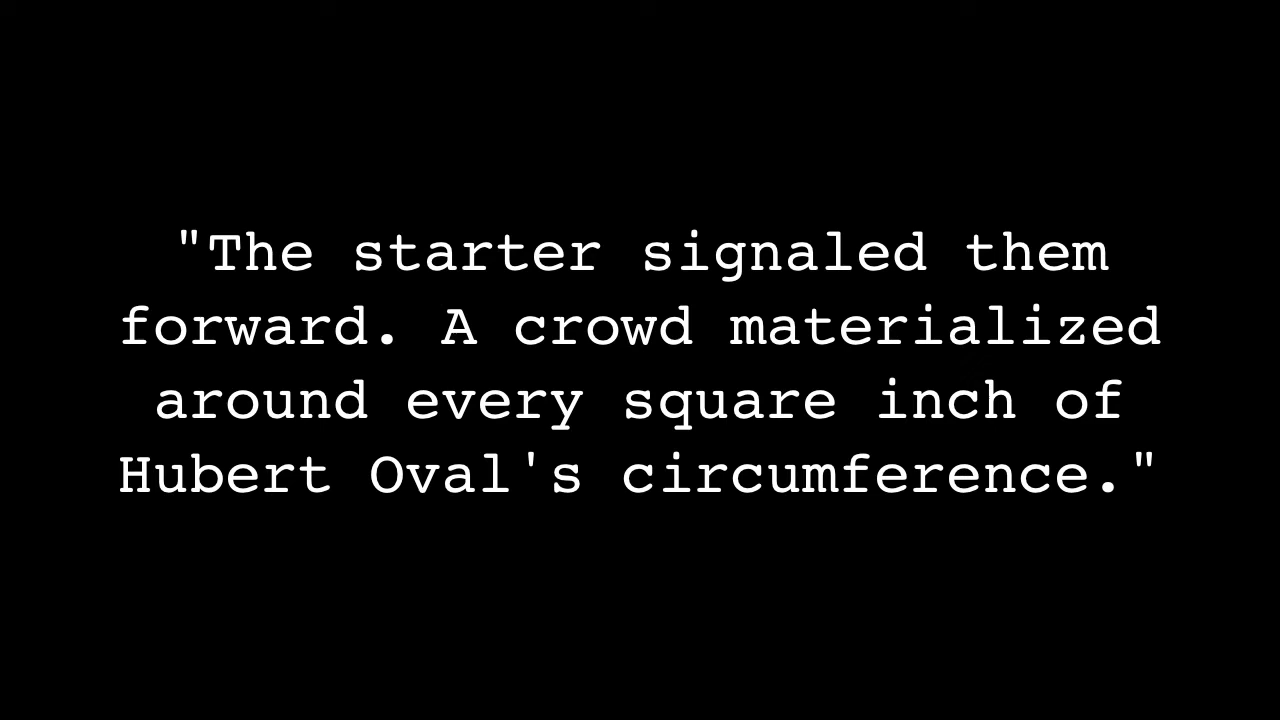 "The starter signaled them
forward. A crowd materialized
around every square inch of
Hubert Oval's circumference."